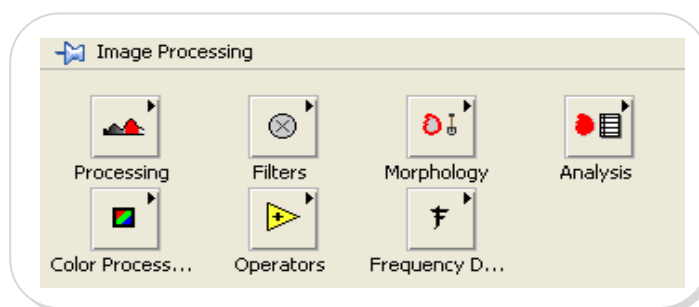 Image Processing
Processing Filters Morphology Analysis
Color Process... Operators Frequency D...